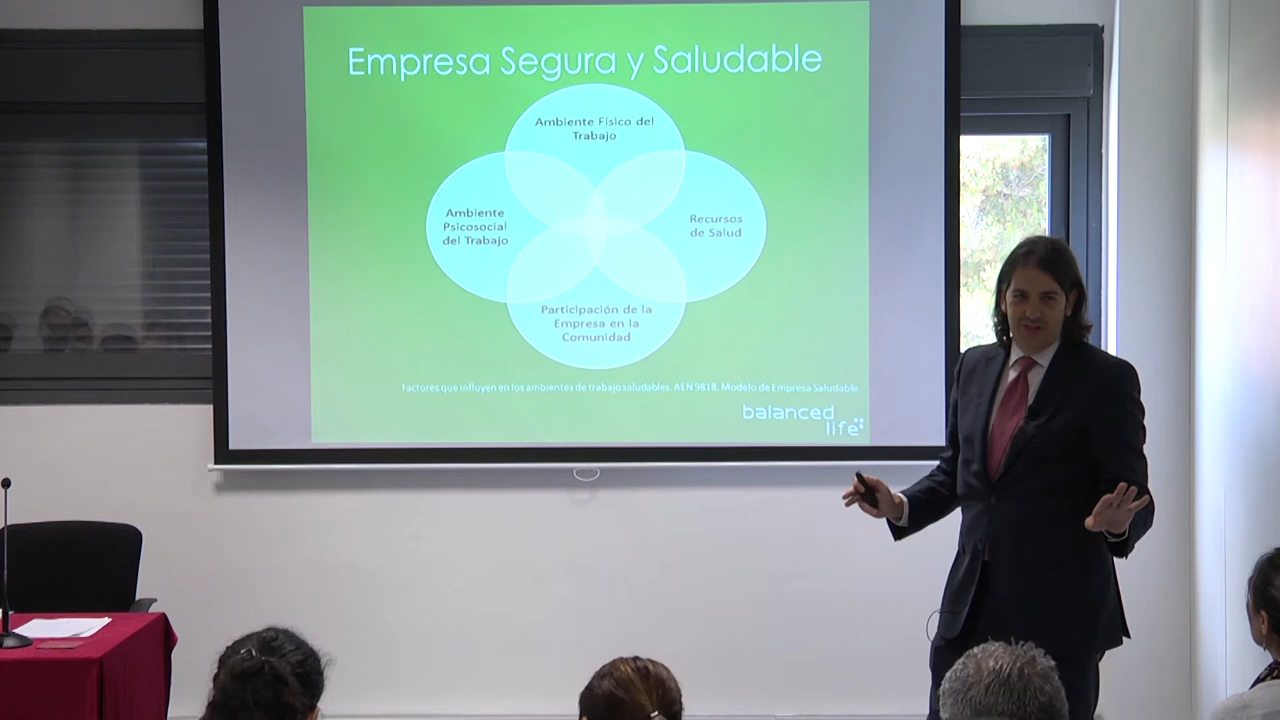 Empresa Segura y Saludable
Ambiente Físico del
Trabajo
Ambiente
Psicosocial
del Trabajo
Recursos
de Salud
Participación de la
Empresa en la
Comunidad
Factores que influyen en los ambientes de trabajo saludables. AEN 9818. Modelo de Empresa Saludable
balanced
life